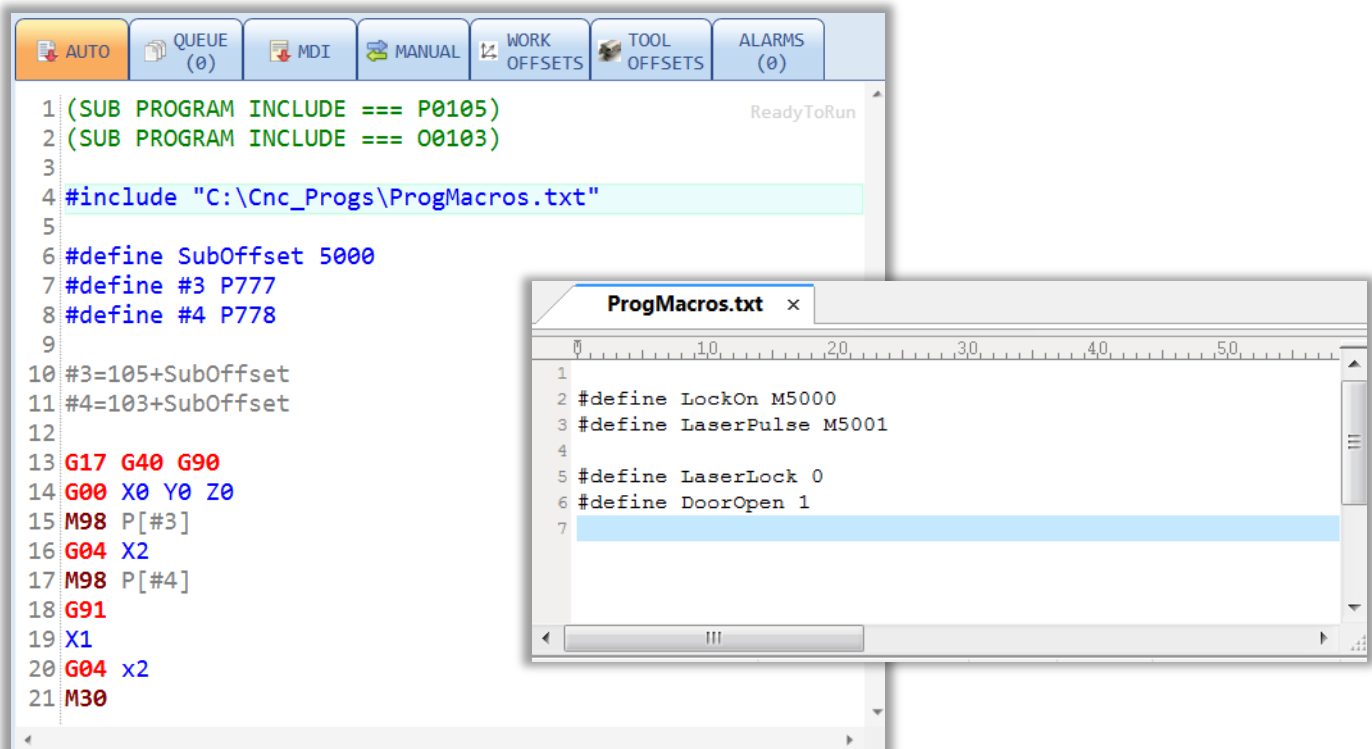 AUTO
QUEUE
(0)
MDI
MANUAL
WORK
OFFSETS
TOOL
OFFSETS
ALARMS
(0)
ReadyToRun
1 (SUB PROGRAM INCLUDE === P0105)
2 (SUB PROGRAM INCLUDE === O0103)
3
4 #include "C:\Cnc_Progs\ProgMacros.txt"
5
6 #define SubOffset 5000
7 #define #3 P777
8 #define #4 P778
9
10 #3=105+SubOffset
11 #4=103+SubOffset
12
13 G17 G40 G90
14 G00 X0 Y0 Z0
15 M98 P[#3]
16 G04 X2
17 M98 P[#4]
18 G91
19 X1
20 G04 x2
21 M30
ProgMacros.txt ×
0 10 20 30 40 50
1
2 #define LockOn M5000
3 #define LaserPulse M5001
4
5 #define LaserLock 0
6 #define DoorOpen 1
7